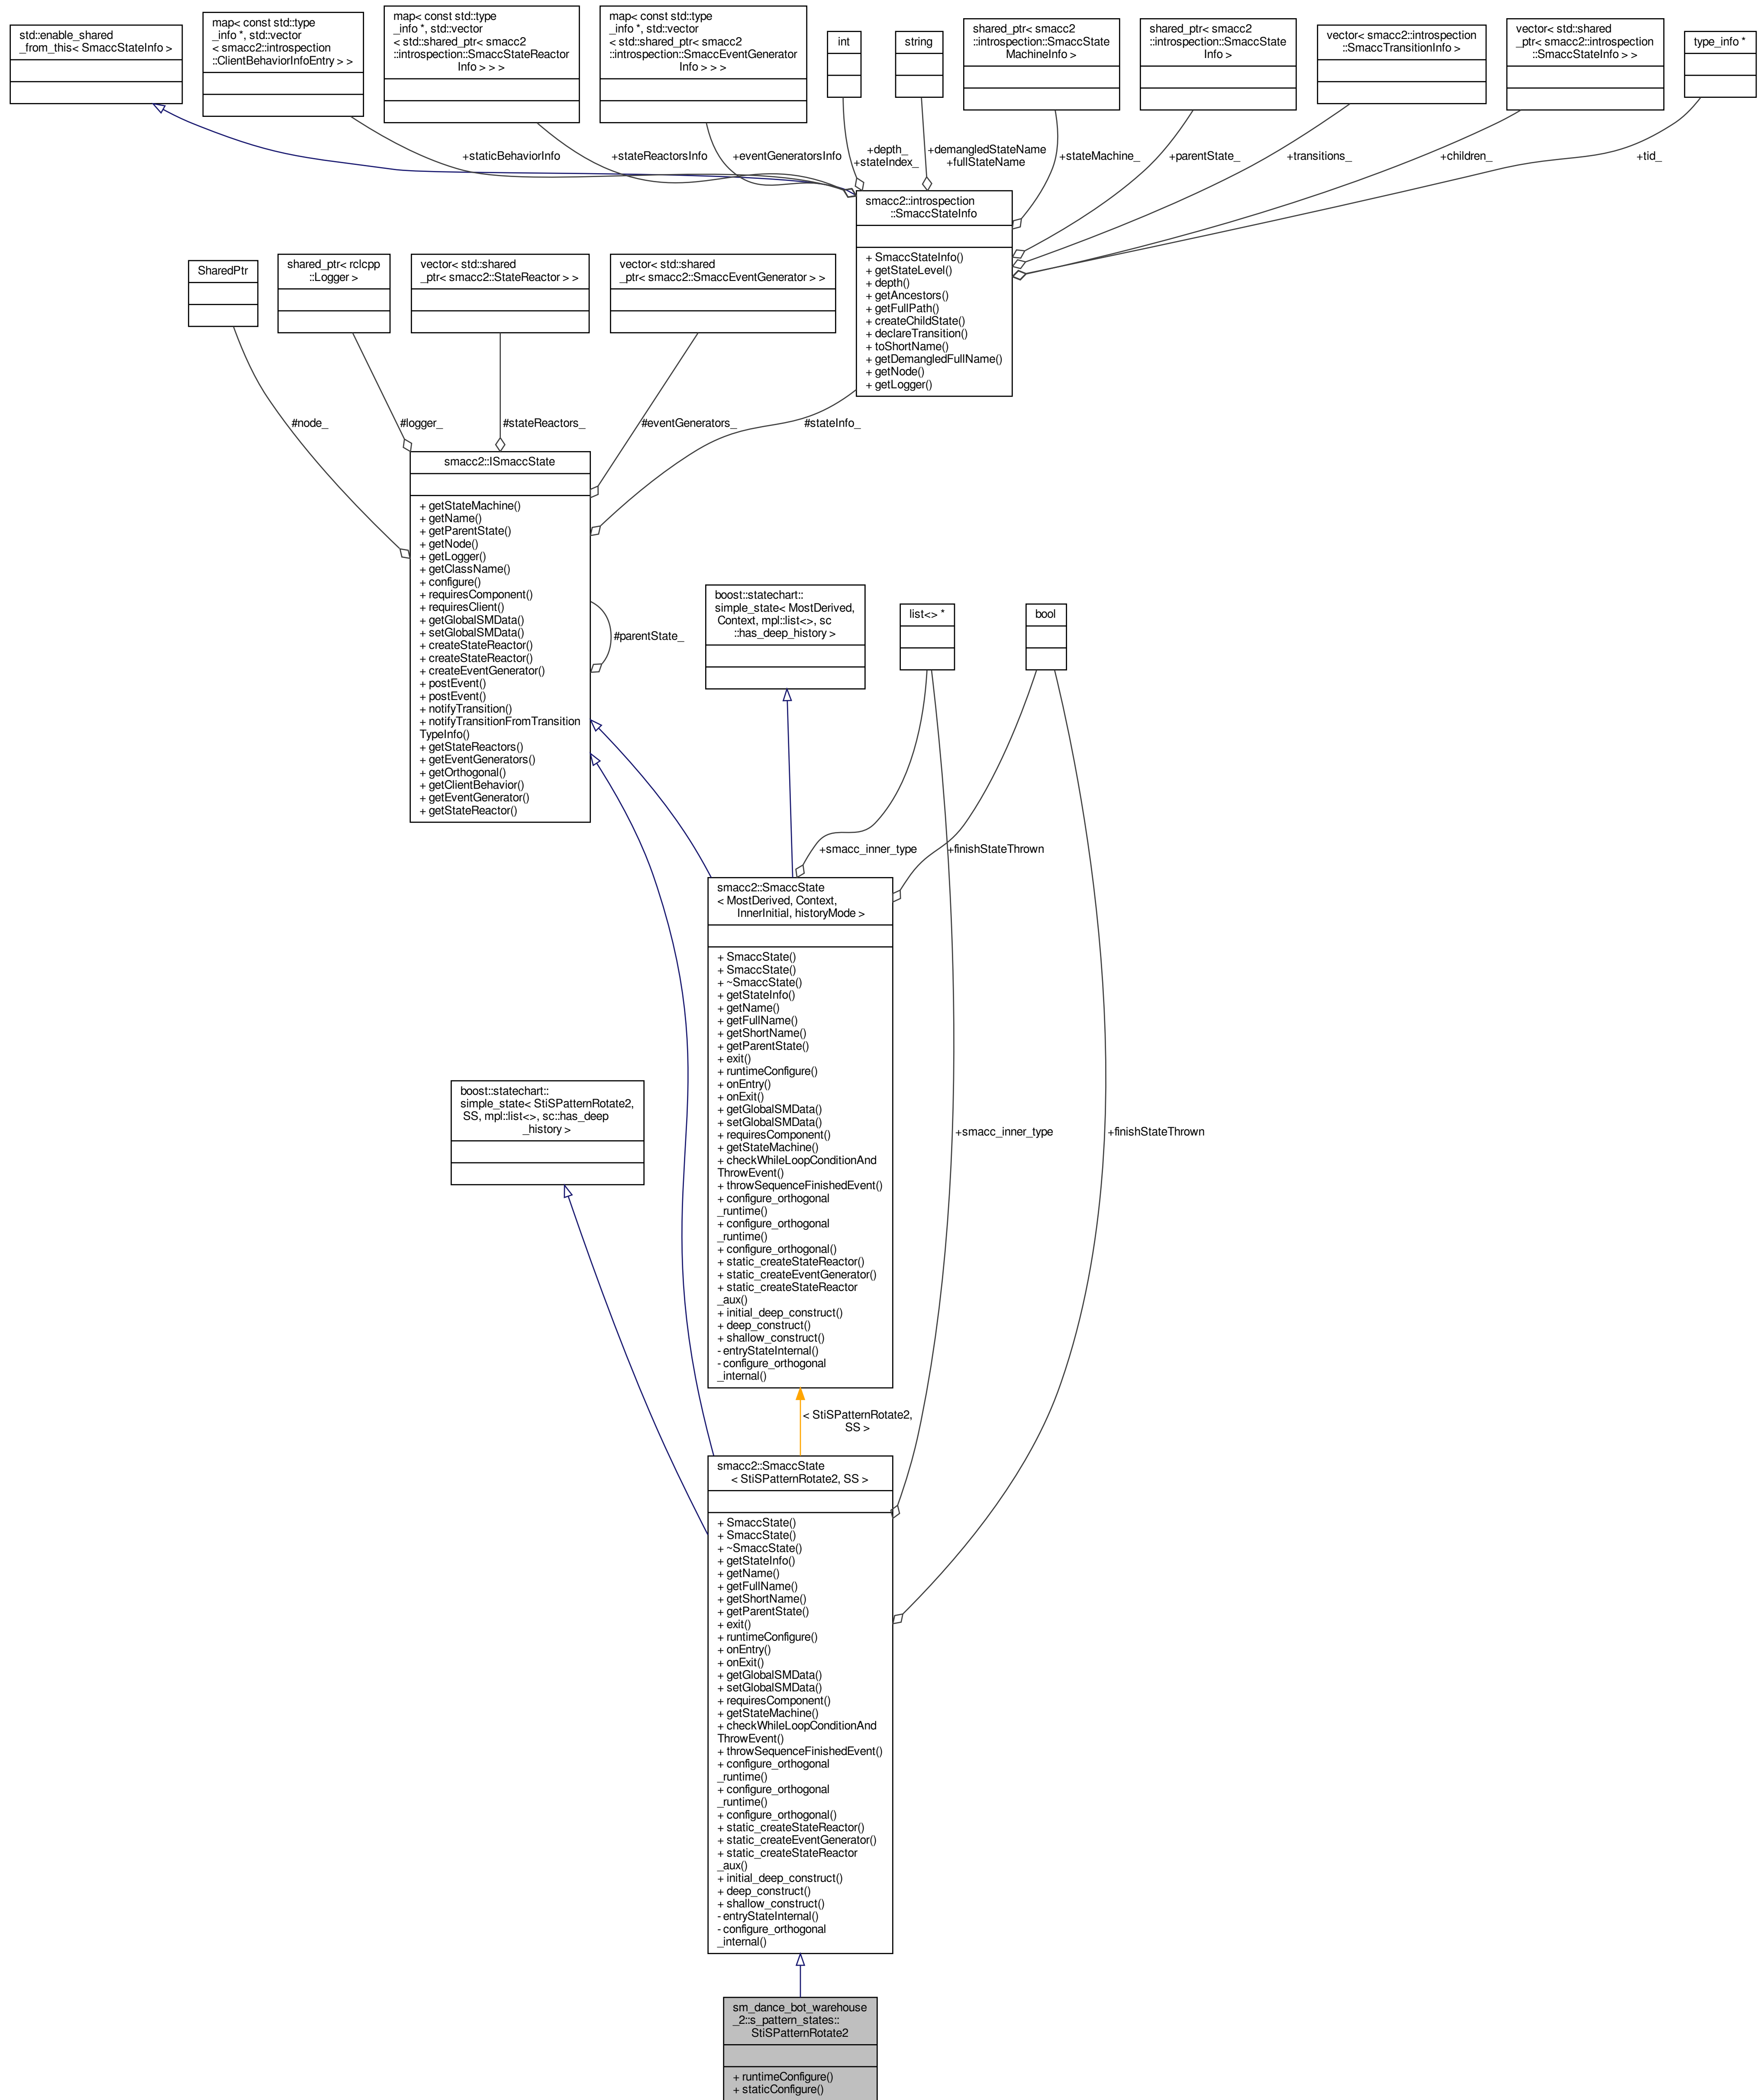 std::enable_shared
_from_this< SmaccStateInfo >
map< const std::type
_info *, std::vector
< smacc2::introspection
::ClientBehaviorInfoEntry > >
map< const std::type
_info *, std::vector
< std::shared_ptr< smacc2
::introspection::SmaccStateReactor
Info > > >
map< const std::type
_info *, std::vector
< std::shared_ptr< smacc2
::introspection::SmaccEventGenerator
Info > > >
int
string
shared_ptr< smacc2
::introspection::SmaccState
MachineInfo >
shared_ptr< smacc2
::introspection::SmaccState
Info >
vector< smacc2::introspection
::SmaccTransitionInfo >
vector< std::shared
_ptr< smacc2::introspection
::SmaccStateInfo > >
type_info *
+staticBehaviorInfo
+stateReactorsInfo
+eventGeneratorsInfo
+depth_
+stateIndex_
+demangledStateName
+fullStateName
+stateMachine_
+parentState_
+transitions_
+children_
+tid_
smacc2::introspection
::SmaccStateInfo
+ SmaccStateInfo()
+ getStateLevel()
+ depth()
+ getAncestors()
+ getFullPath()
+ createChildState()
+ declareTransition()
+ toShortName()
+ getDemangledFullName()
+ getNode()
+ getLogger()
SharedPtr
shared_ptr< rclcpp
::Logger >
vector< std::shared
_ptr< smacc2::StateReactor > >
vector< std::shared
_ptr< smacc2::SmaccEventGenerator > >
#node_
#logger_
#stateReactors_
#eventGenerators_
#stateInfo_
smacc2::ISmaccState
+ getStateMachine()
+ getName()
+ getParentState()
+ getNode()
+ getLogger()
+ getClassName()
+ configure()
+ requiresComponent()
+ requiresClient()
+ getGlobalSMData()
+ setGlobalSMData()
+ createStateReactor()
+ createStateReactor()
+ createEventGenerator()
+ postEvent()
+ postEvent()
+ notifyTransition()
+ notifyTransitionFromTransition
TypeInfo()
+ getStateReactors()
+ getEventGenerators()
+ getOrthogonal()
+ getClientBehavior()
+ getEventGenerator()
+ getStateReactor()
#parentState_
boost::statechart::
simple_state< MostDerived,
Context, mpl::list<>, sc
::has_deep_history >
list<> *
bool
+smacc_inner_type
+finishStateThrown
smacc2::SmaccState
< MostDerived, Context,
InnerInitial, historyMode >
+ SmaccState()
+ SmaccState()
+ ~SmaccState()
+ getStateInfo()
+ getName()
+ getFullName()
+ getShortName()
+ getParentState()
+ exit()
+ runtimeConfigure()
+ onEntry()
+ onExit()
+ getGlobalSMData()
+ setGlobalSMData()
+ requiresComponent()
+ getStateMachine()
+ checkWhileLoopConditionAnd
ThrowEvent()
+ throwSequenceFinishedEvent()
+ configure_orthogonal
_runtime()
+ configure_orthogonal
_runtime()
+ configure_orthogonal()
+ static_createStateReactor()
+ static_createEventGenerator()
+ static_createStateReactor
_aux()
+ initial_deep_construct()
+ deep_construct()
+ shallow_construct()
- entryStateInternal()
- configure_orthogonal
_internal()
boost::statechart::
simple_state< StiSPatternRotate2,
SS, mpl::list<>, sc::has_deep
_history >
+smacc_inner_type
+finishStateThrown
< StiSPatternRotate2,
SS >
smacc2::SmaccState
< StiSPatternRotate2, SS >
+ SmaccState()
+ SmaccState()
+ ~SmaccState()
+ getStateInfo()
+ getName()
+ getFullName()
+ getShortName()
+ getParentState()
+ exit()
+ runtimeConfigure()
+ onEntry()
+ onExit()
+ getGlobalSMData()
+ setGlobalSMData()
+ requiresComponent()
+ getStateMachine()
+ checkWhileLoopConditionAnd
ThrowEvent()
+ throwSequenceFinishedEvent()
+ configure_orthogonal
_runtime()
+ configure_orthogonal
_runtime()
+ configure_orthogonal()
+ static_createStateReactor()
+ static_createEventGenerator()
+ static_createStateReactor
_aux()
+ initial_deep_construct()
+ deep_construct()
+ shallow_construct()
- entryStateInternal()
- configure_orthogonal
_internal()
sm_dance_bot_warehouse
_2::s_pattern_states::
StiSPatternRotate2
+ runtimeConfigure()
+ staticConfigure()